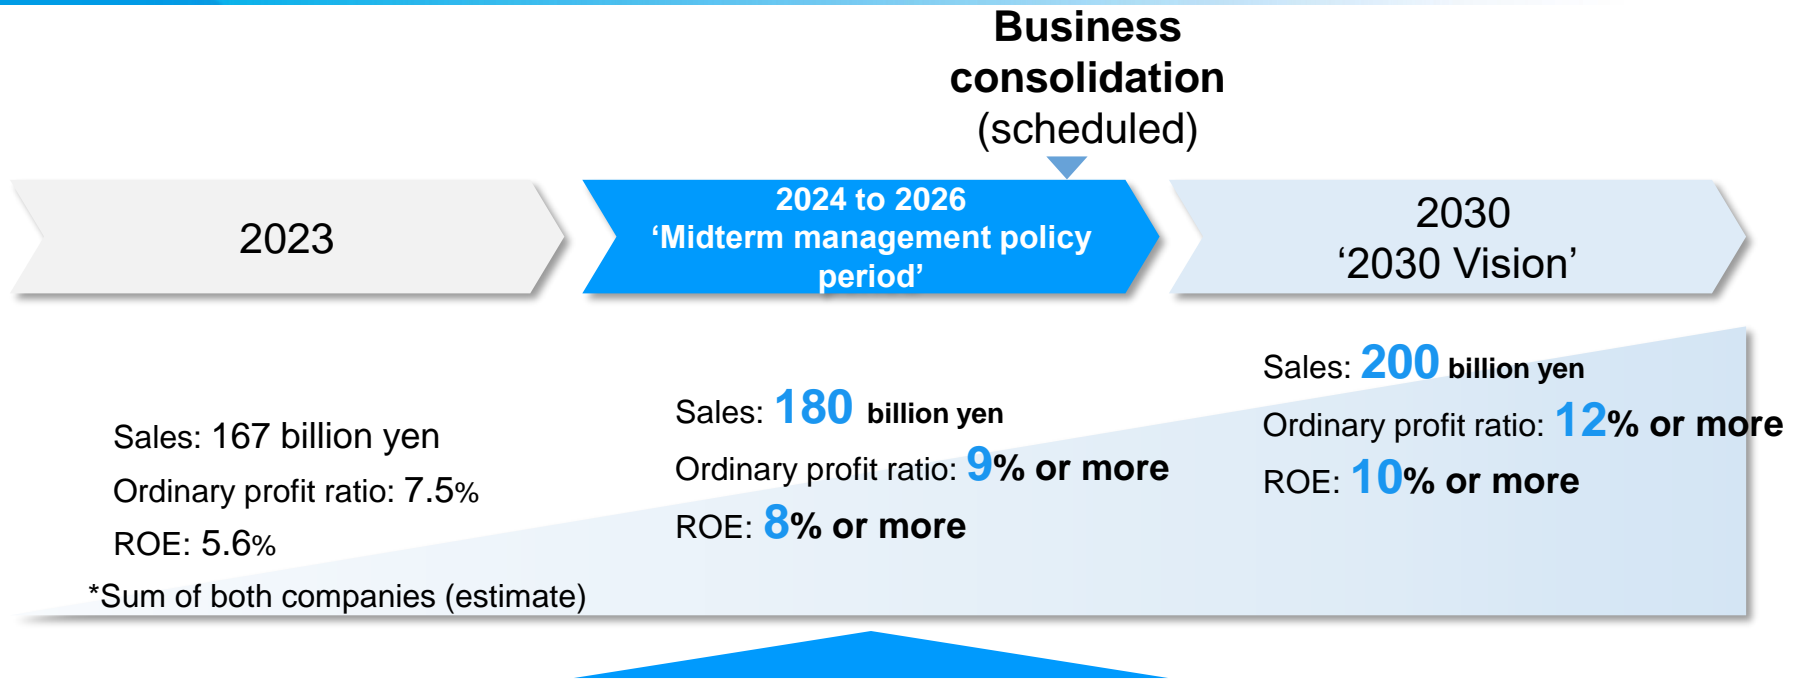 Business
consolidation
(scheduled)
2023
2024 to 2026
‘Midterm management policy
period’
2030
‘2030 Vision’
Sales: 167 billion yen
Ordinary profit ratio: 7.5%
ROE: 5.6%
*Sum of both companies (estimate)
Sales: 180 billion yen
Ordinary profit ratio: 9% or more
ROE: 8% or more
Sales: 200 billion yen
Ordinary profit ratio: 12% or more
ROE: 10% or more